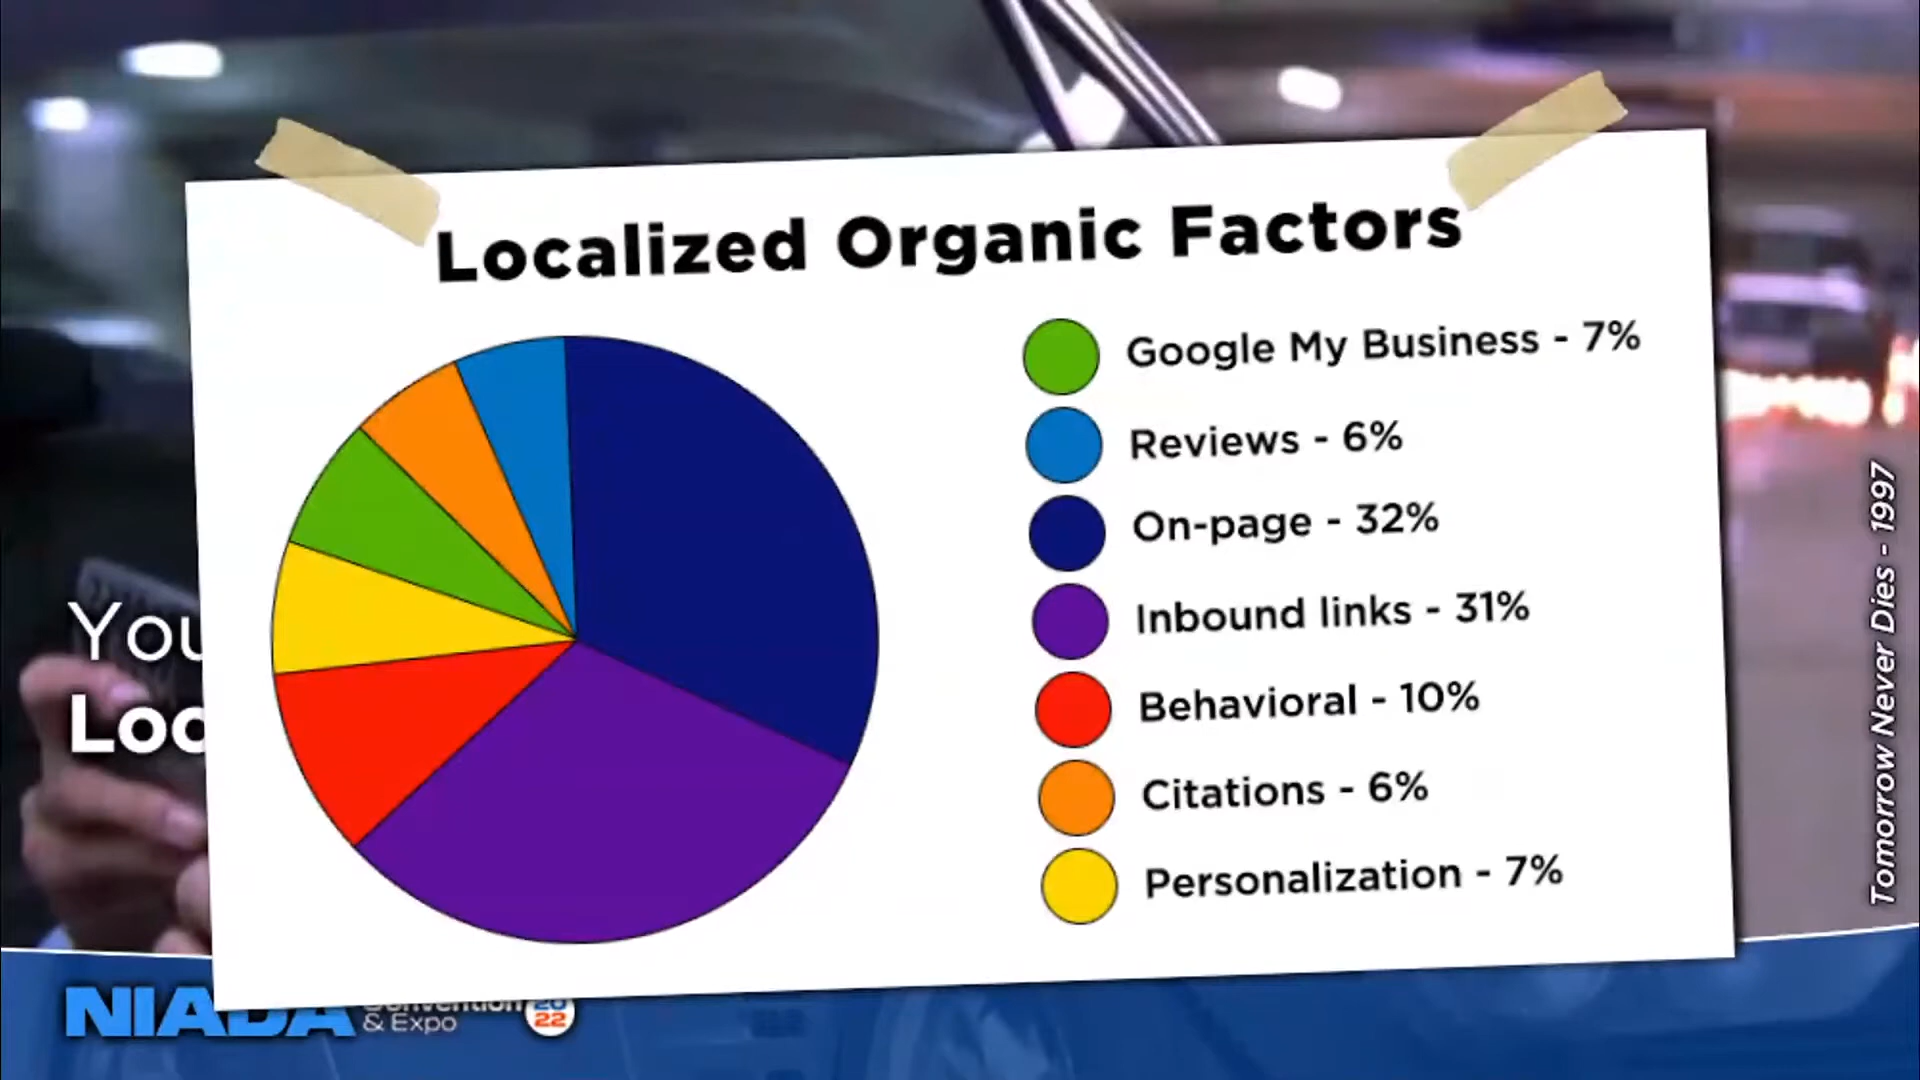 Localized Organic Factors
Google My Business - 7%
Reviews - 6%
On-page - 32%
Inbound links - 31%
Behavioral - 10%
Citations - 6%
Personalization - 7%
Tomorrow Never Dies - 1997
NIADA
& Expo
22